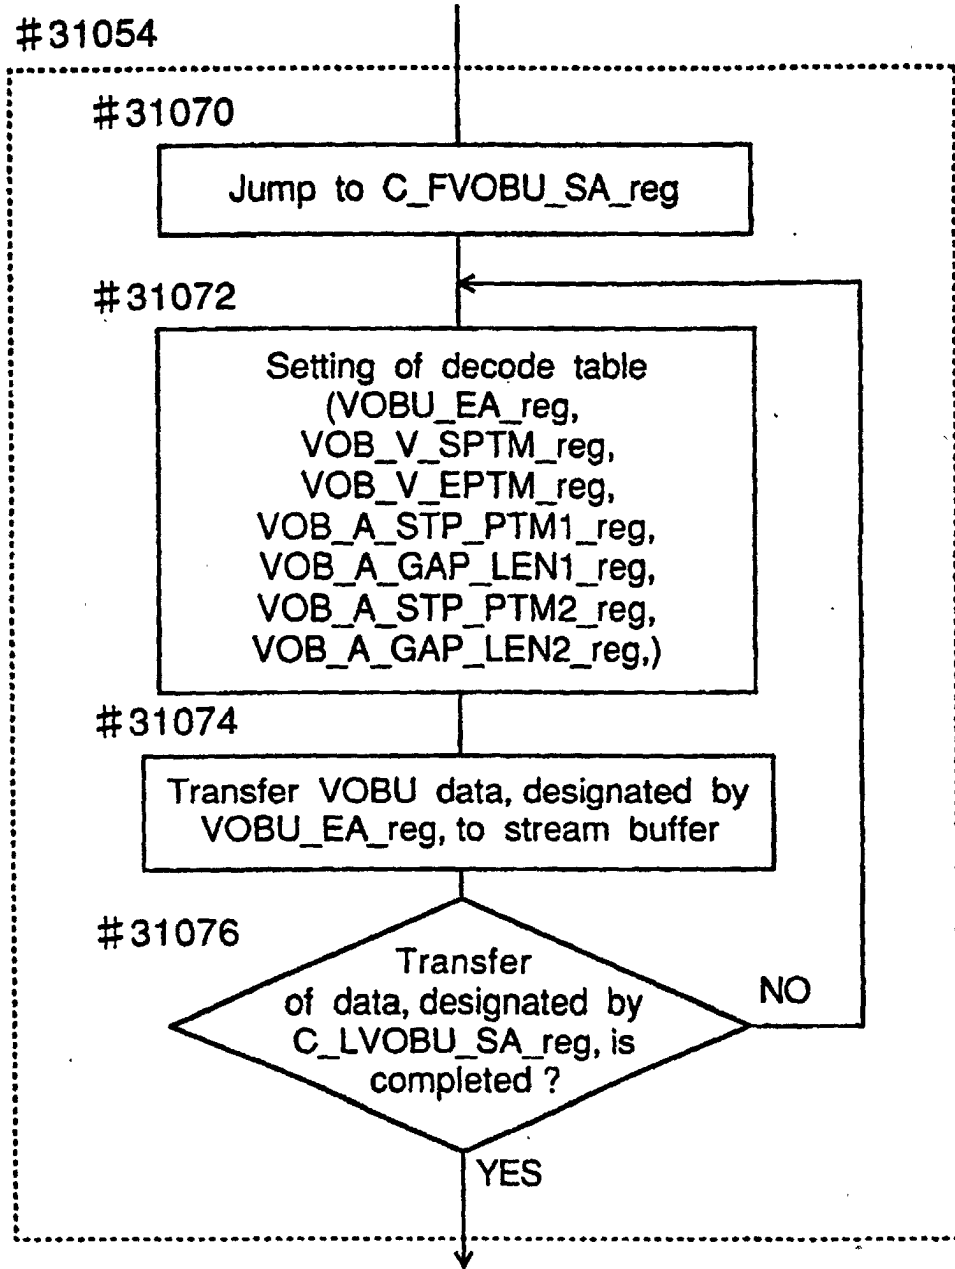 #31054
#31070
Jump to C_FVOBU_SA_reg
#31072
Setting of decode table
(VOBU_EA_reg,
VOB_V_SPTM_reg,
VOB_V_EPTM_reg,
VOB_A_STP_PTM1_reg,
VOB_A_GAP_LEN1_reg,
VOB_A_STP_PTM2_reg,
VOB_A_GAP_LEN2_reg,)
#31074
Transfer VOBU data, designated by
VOBU_EA_reg, to stream buffer
#31076
Transfer
of data, designated by
C_LVOBU_SA_reg, is
completed ?
NO
YES